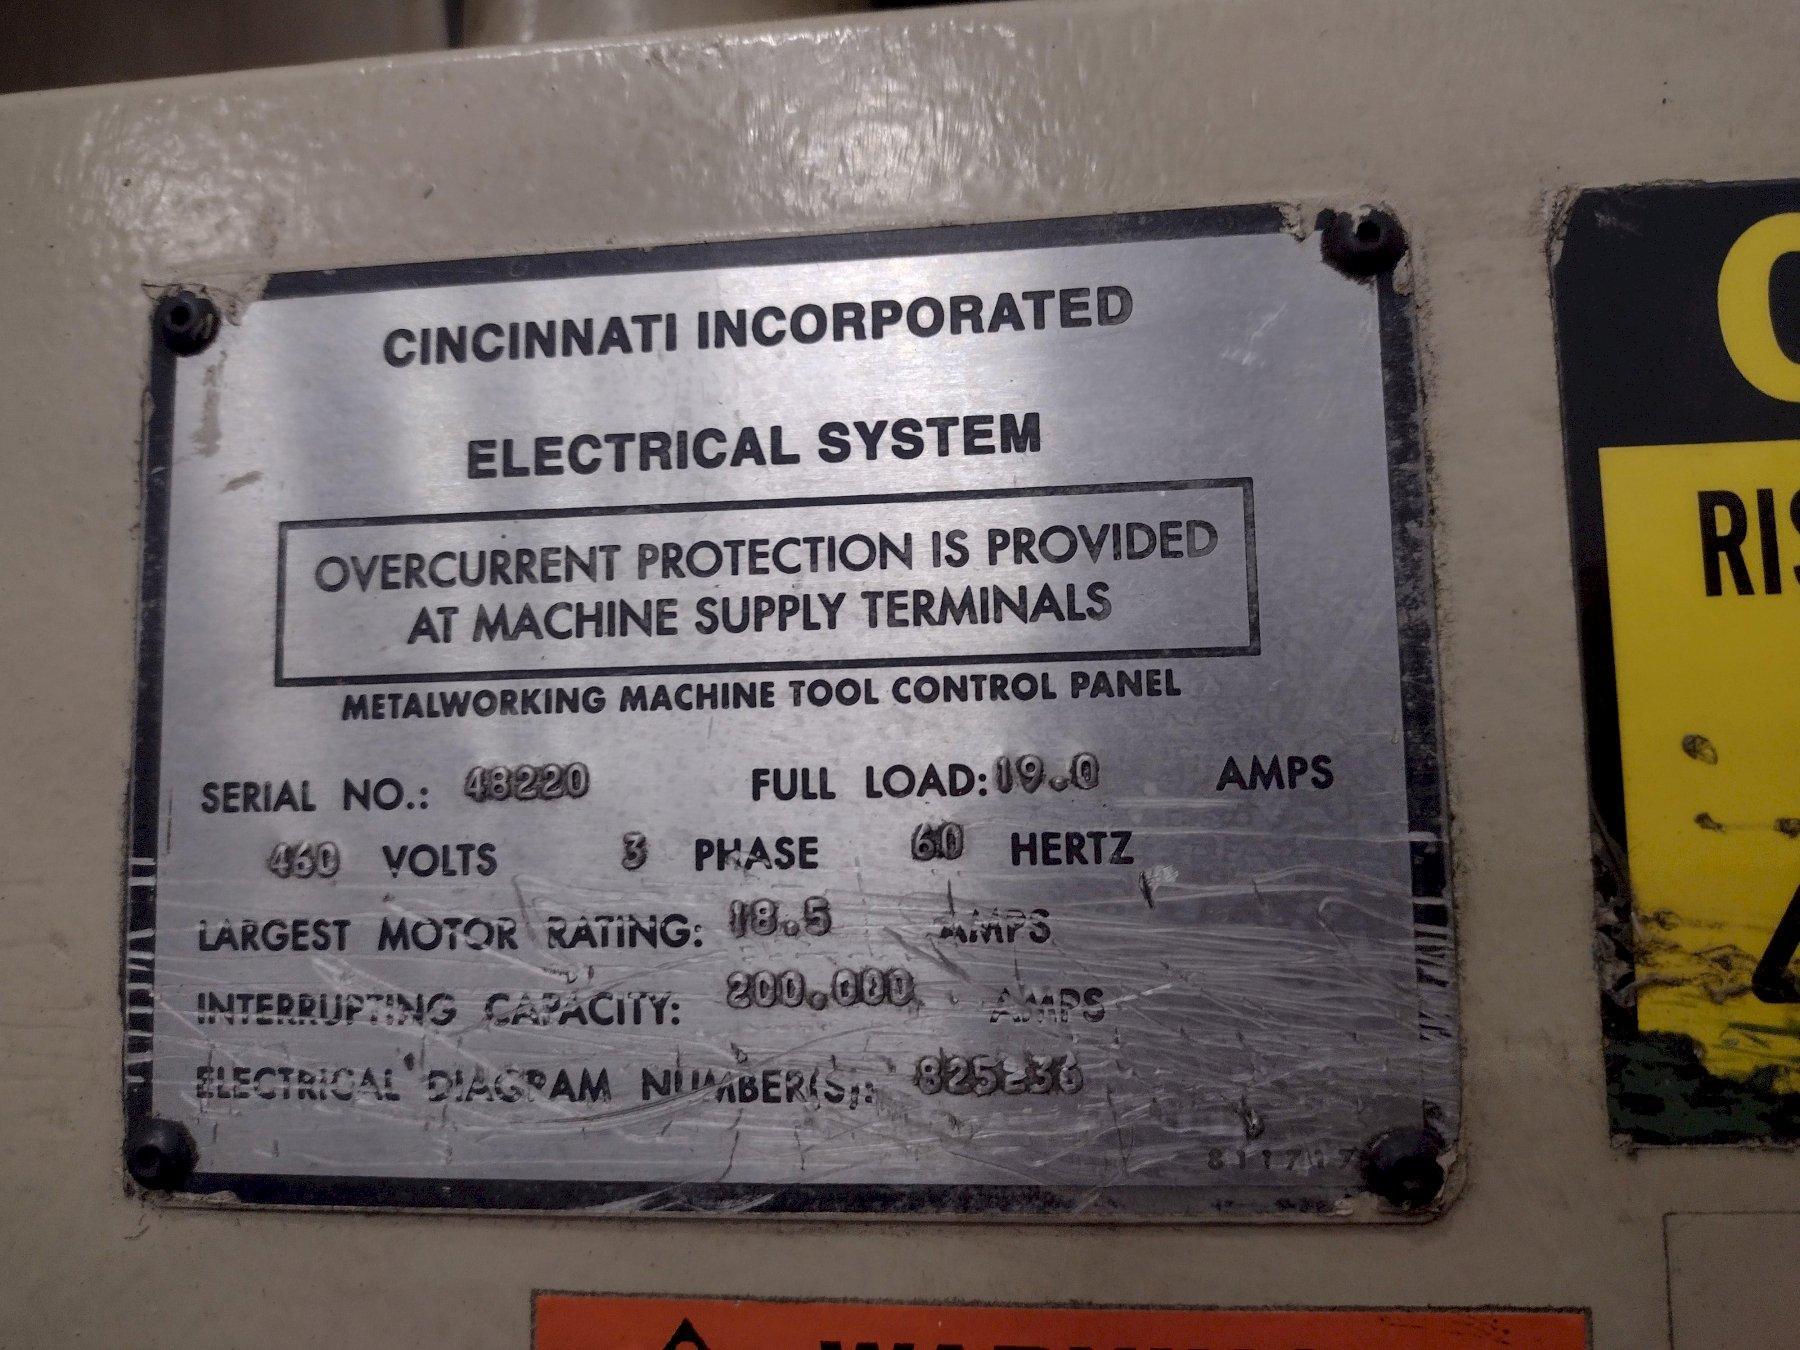 CINCINNATI INCORPORATED
ELECTRICAL SYSTEM
OVERCURRENT PROTECTION IS PROVIDED
AT MACHINE SUPPLY TERMINALS
METALWORKING MACHINE TOOL CONTROL PANEL
SERIAL NO.: 48220 FULL LOAD: 19.0 AMPS
460 VOLTS 3 PHASE 60 HERTZ
LARGEST MOTOR RATING: 18.5 AMPS
INTERRUPTING CAPACITY: 200.000 AMPS
ELECTRICAL DIAGRAM NUMBER(S): 825236
RIS
WARNING